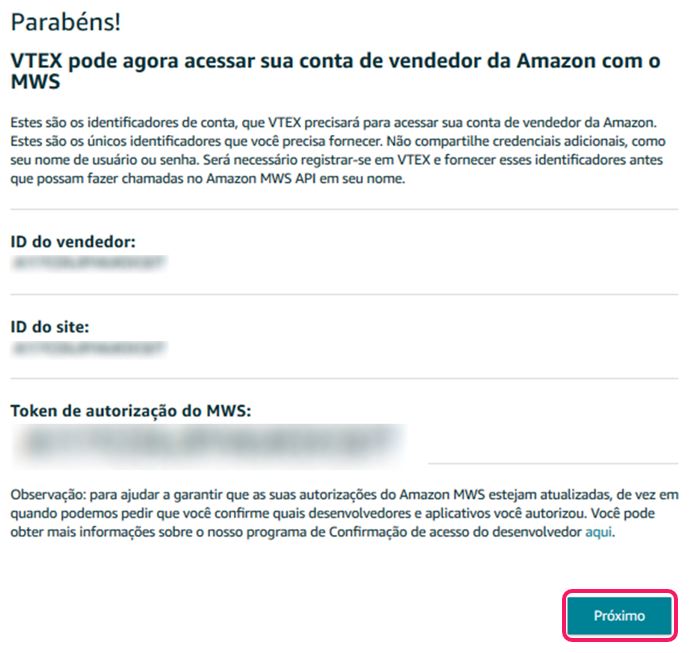 Parabéns!
VTEX pode agora acessar sua conta de vendedor da Amazon com o
MWS
Estes são os identificadores de conta, que VTEX precisará para acessar sua conta de vendedor da Amazon.
Estes são os únicos identificadores que você precisa fornecer. Não compartilhe credenciais adicionais, como
seu nome de usuário ou senha. Será necessário registrar-se em VTEX e fornecer esses identificadores antes
que possam fazer chamadas no Amazon MWS API em seu nome.
ID do vendedor:
ID do site:
Token de autorização do MWS:
Observação: para ajudar a garantir que as suas autorizações do Amazon MWS estejam atualizadas, de vez em
quando podemos pedir que você confirme quais desenvolvedores e aplicativos você autorizou. Você pode
obter mais informações sobre o nosso programa de Confirmação de acesso do desenvolvedor aqui.
Próximo